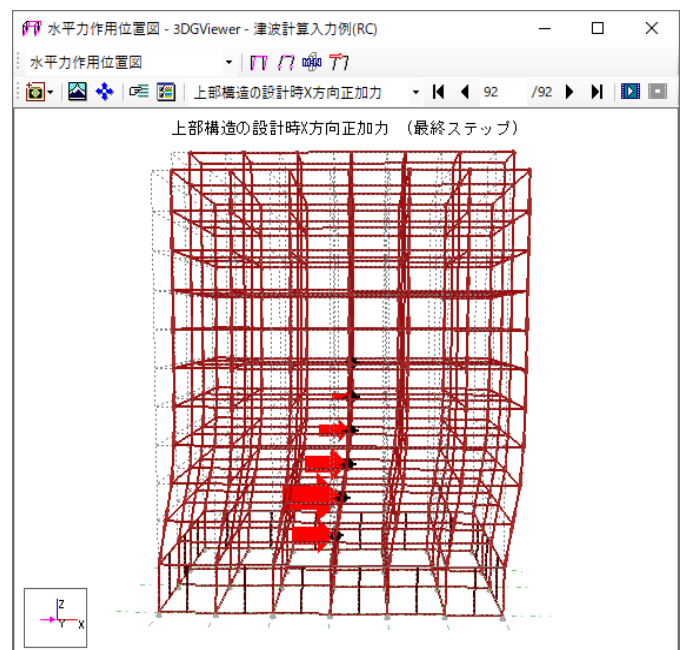 水平力作用位置図 - 3DGViewer - 津波計算入力例(RC)
水平力作用位置図
上部構造の設計時X方向正加力 92 /92
上部構造の設計時X方向正加力 (最終ステップ)
Z
Y X